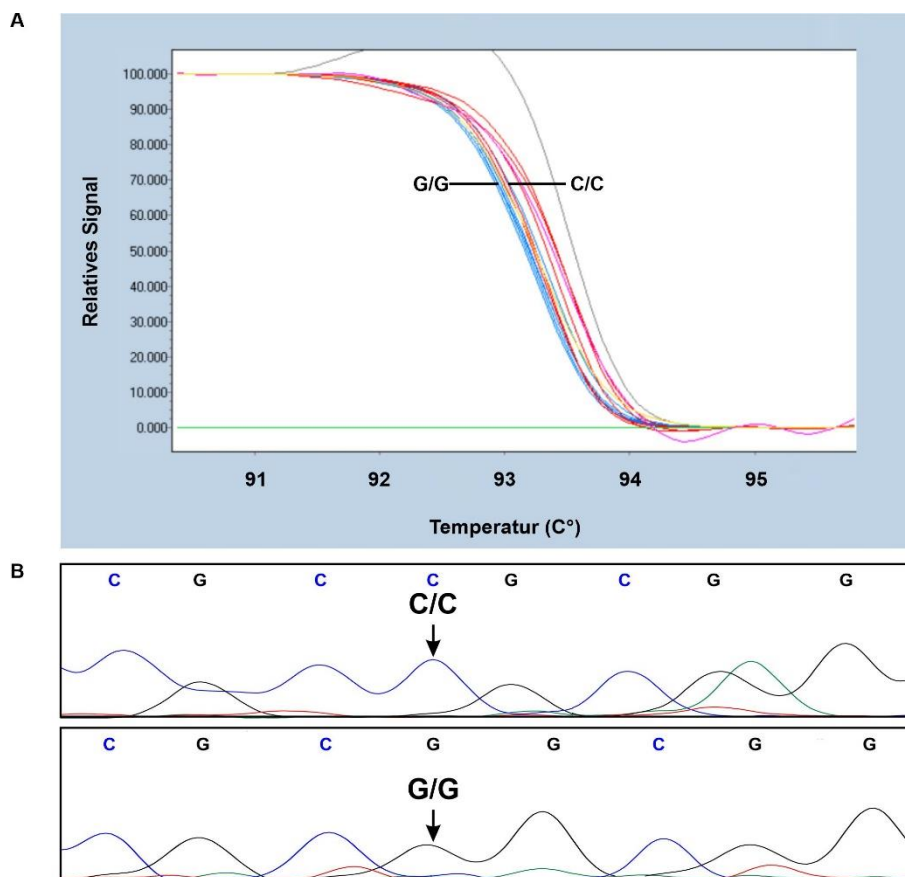 A
100.000
90.000
80.000
70.000
60.000
50.000
40.000
30.000
20.000
10.000
0.000
Relatives Signal
G/G C/C
91 92 93 94 95
Temperatur (C°)
B
C G C C G C G G
C/C
C G C G G C G G
G/G